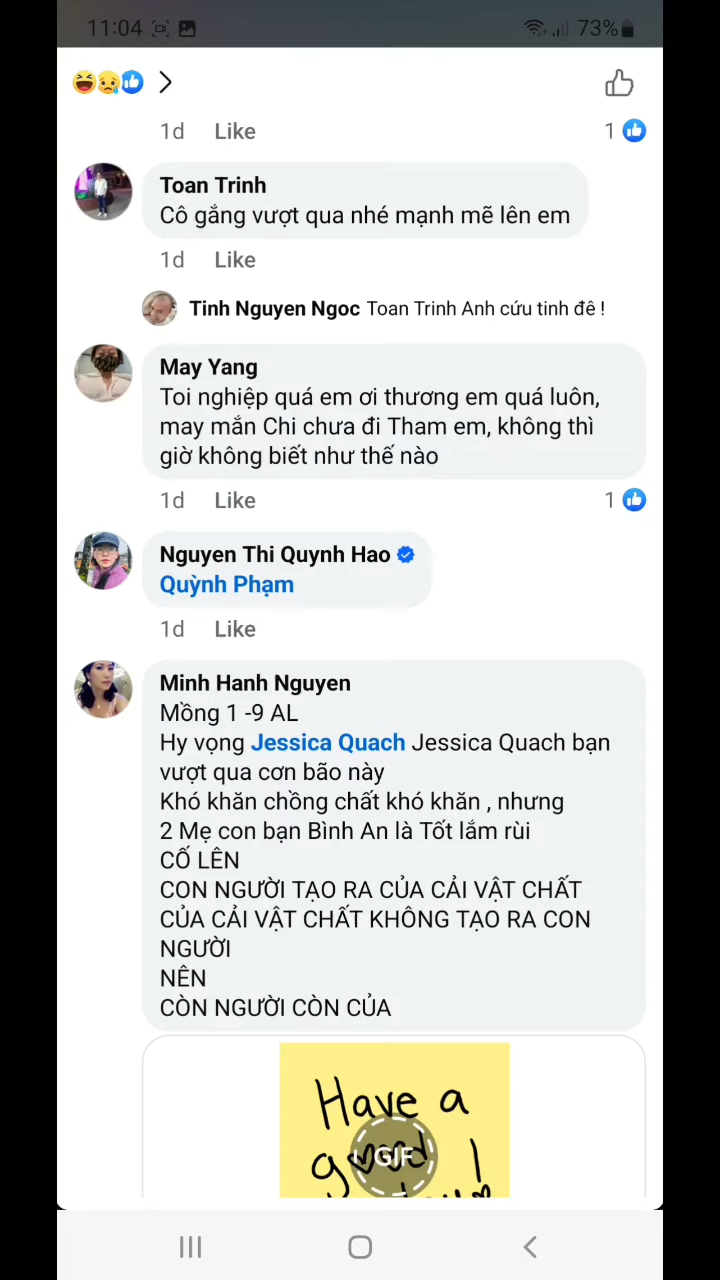 11:04 73%
1d Like 1
Toan Trinh
Cô gắng vượt qua nhé mạnh mẽ lên em
1d Like
Tinh Nguyen Ngoc Toan Trinh Anh cứu tinh đê !
May Yang
Toi nghiệp quá em ơi thương em quá luôn,
may mắn Chi chưa đi Tham em, không thì
giờ không biết như thế nào
1d Like 1
Nguyen Thi Quynh Hao
Quỳnh Phạm
1d Like
Minh Hanh Nguyen
Mồng 1 -9 AL
Hy vọng Jessica Quach Jessica Quach bạn
vượt qua cơn bão này
Khó khăn chồng chất khó khăn , nhưng
2 Mẹ con bạn Bình An là Tốt lắm rùi
CỐ LÊN
CON NGƯỜI TẠO RA CỦA CẢI VẬT CHẤT
CỦA CẢI VẬT CHẤT KHÔNG TẠO RA CON
NGƯỜI
NÊN
CÒN NGƯỜI CÒN CỦA
Have a
good !
GIF